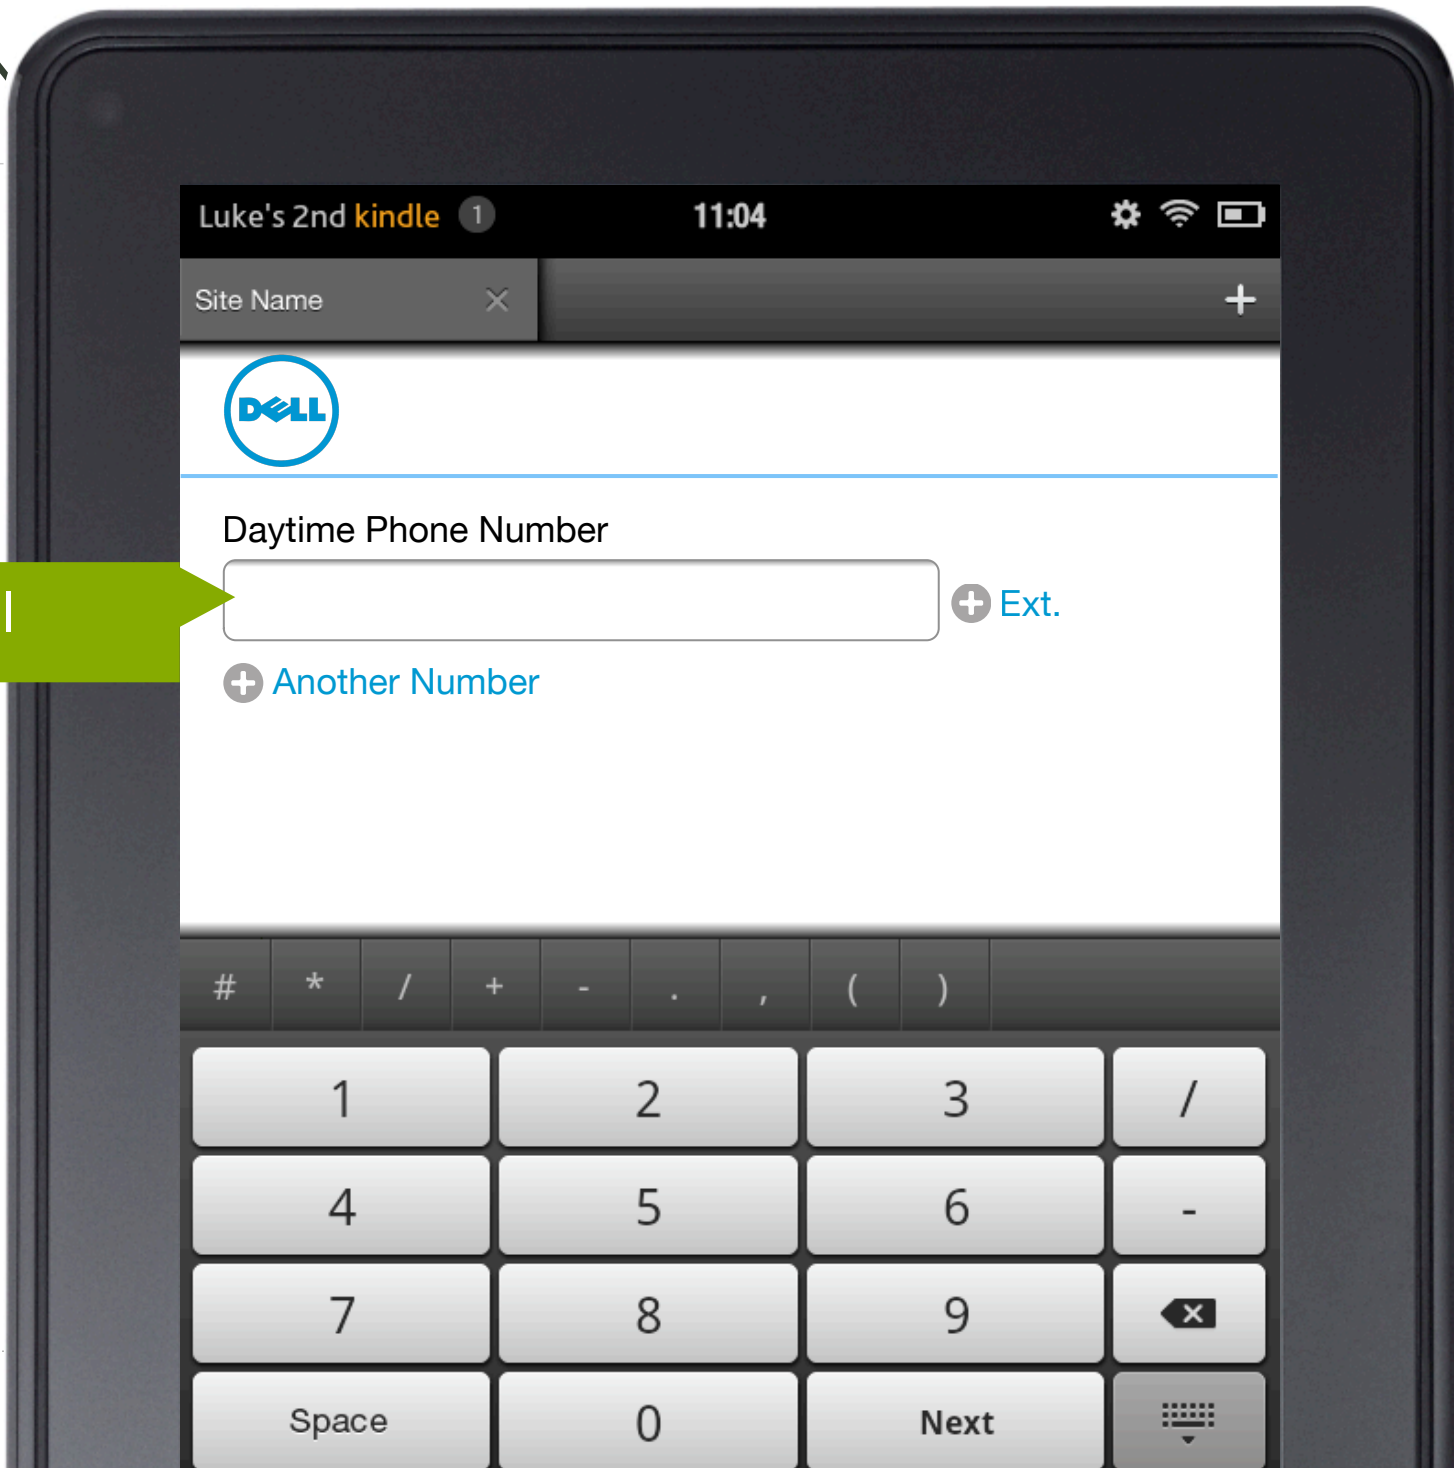 Luke's 2nd kindle 1 11:04
Site Name
DELL
Daytime Phone Number
Ext.
Another Number
# * / + - . , ( )
1 2 3 /
4 5 6 -
7 8 9
Space 0 Next